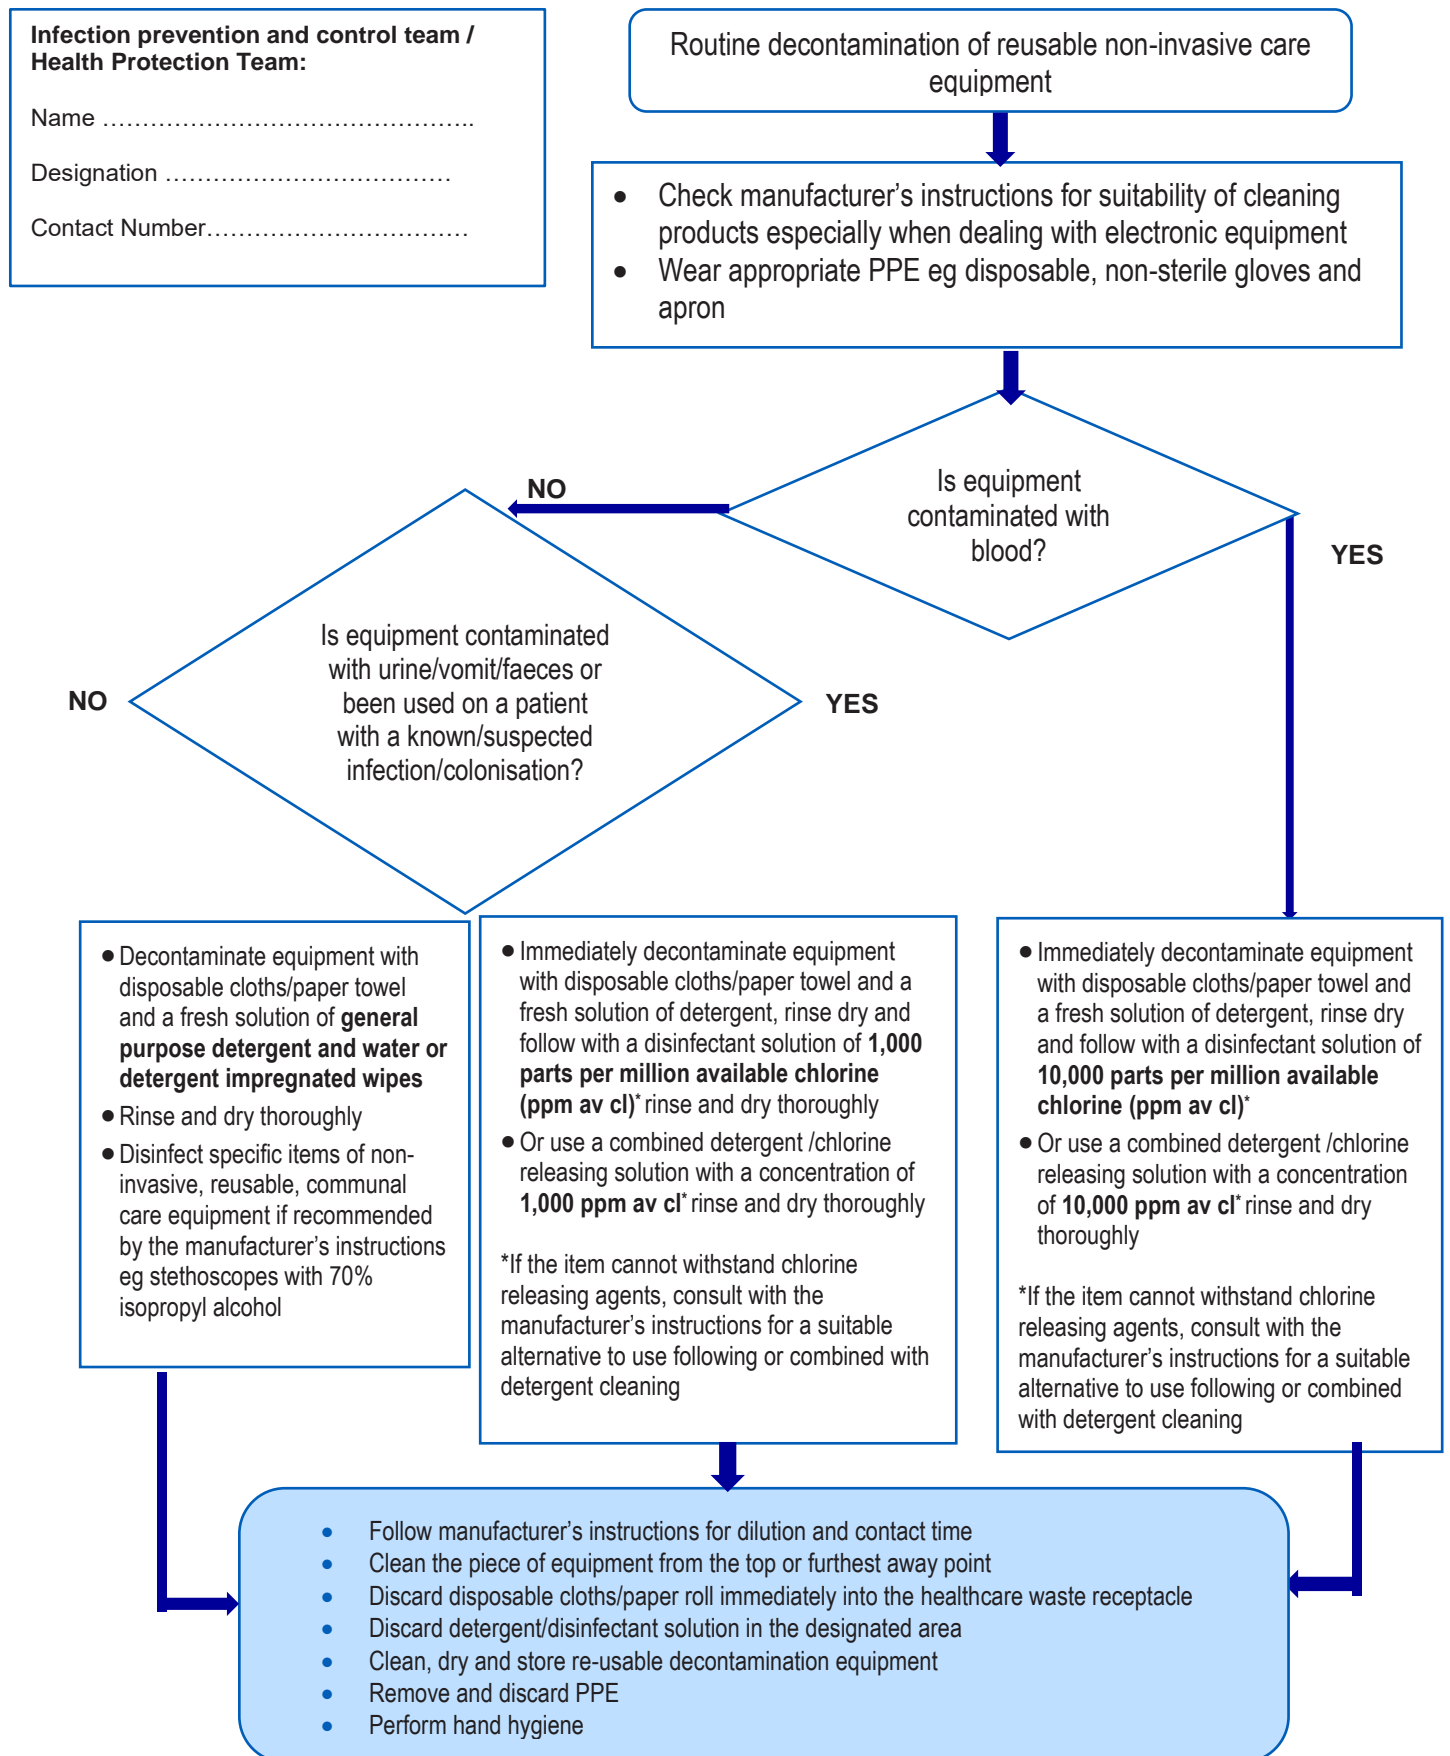 Infection prevention and control team /
Health Protection Team:
Name …………………………………………..
Designation ………………………………
Contact Number……………………………
Routine decontamination of reusable non-invasive care
equipment
• Check manufacturer’s instructions for suitability of cleaning
products especially when dealing with electronic equipment
• Wear appropriate PPE eg disposable, non-sterile gloves and
apron
Is equipment
contaminated with
blood?
NO
YES
Is equipment contaminated
with urine/vomit/faeces or
been used on a patient
with a known/suspected
infection/colonisation?
NO
YES
• Decontaminate equipment with
disposable cloths/paper towel
and a fresh solution of general
purpose detergent and water or
detergent impregnated wipes
• Rinse and dry thoroughly
• Disinfect specific items of non-
invasive, reusable, communal
care equipment if recommended
by the manufacturer’s instructions
eg stethoscopes with 70%
isopropyl alcohol
• Immediately decontaminate equipment
with disposable cloths/paper towel and a
fresh solution of detergent, rinse dry and
follow with a disinfectant solution of 1,000
parts per million available chlorine
(ppm av cl)* rinse and dry thoroughly
• Or use a combined detergent /chlorine
releasing solution with a concentration of
1,000 ppm av cl* rinse and dry thoroughly
*If the item cannot withstand chlorine
releasing agents, consult with the
manufacturer’s instructions for a suitable
alternative to use following or combined with
detergent cleaning
• Immediately decontaminate equipment
with disposable cloths/paper towel and
a fresh solution of detergent, rinse dry
and follow with a disinfectant solution of
10,000 parts per million available
chlorine (ppm av cl)*
• Or use a combined detergent /chlorine
releasing solution with a concentration
of 10,000 ppm av cl* rinse and dry
thoroughly
*If the item cannot withstand chlorine
releasing agents, consult with the
manufacturer’s instructions for a suitable
alternative to use following or combined
with detergent cleaning
• Follow manufacturer’s instructions for dilution and contact time
• Clean the piece of equipment from the top or furthest away point
• Discard disposable cloths/paper roll immediately into the healthcare waste receptacle
• Discard detergent/disinfectant solution in the designated area
• Clean, dry and store re-usable decontamination equipment
• Remove and discard PPE
• Perform hand hygiene